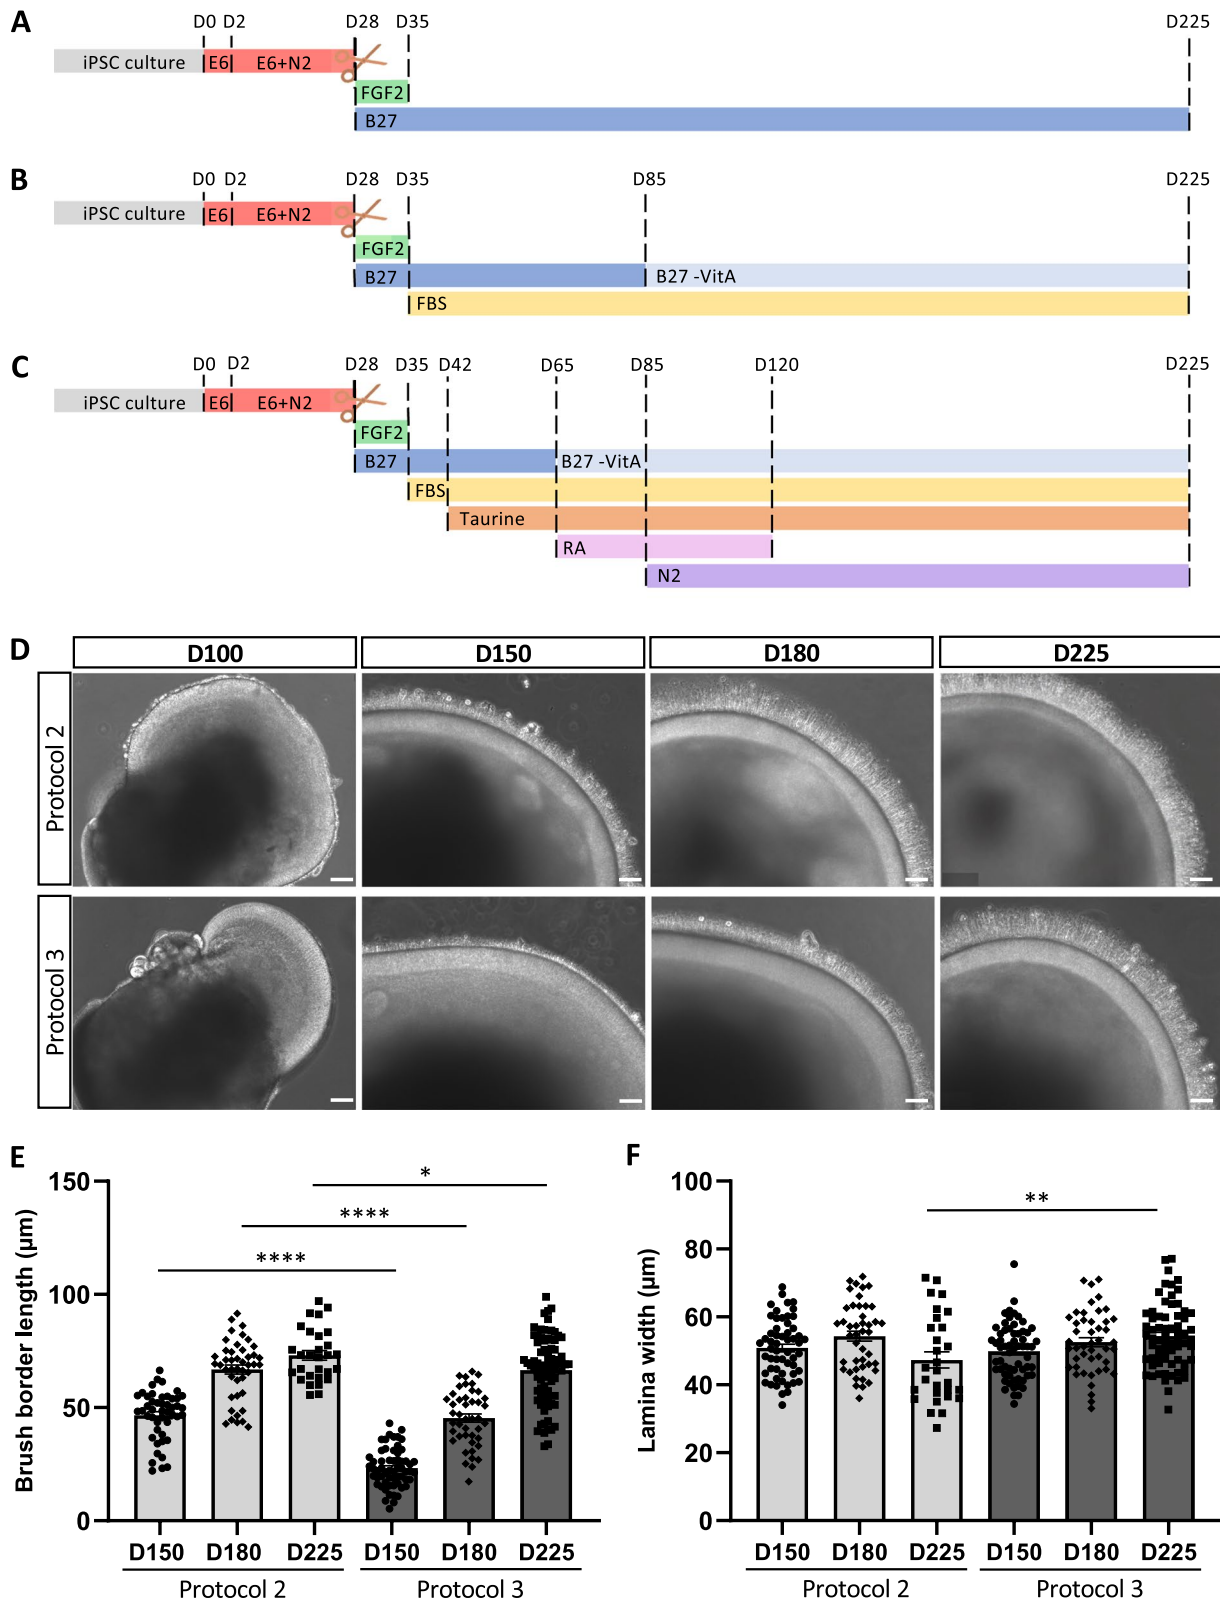 A
D0 D2 D28 D35 D225
iPSC culture E6 E6+N2
FGF2
B27
B
D0 D2 D28 D35 D85 D225
iPSC culture E6 E6+N2
FGF2
B27 B27 -VitA
FBS
C
D0 D2 D28 D35 D42 D65 D85 D120 D225
iPSC culture E6 E6+N2
FGF2
B27 B27 -VitA
FBS
Taurine
RA
N2
D
D100 D150 D180 D225
Protocol 2
Protocol 3
E
Brush border length (µm)
150
100
50
0
*
****
****
D150 D180 D225 D150 D180 D225
Protocol 2 Protocol 3
F
Lamina width (µm)
100
80
60
40
20
0
**
D150 D180 D225 D150 D180 D225
Protocol 2 Protocol 3